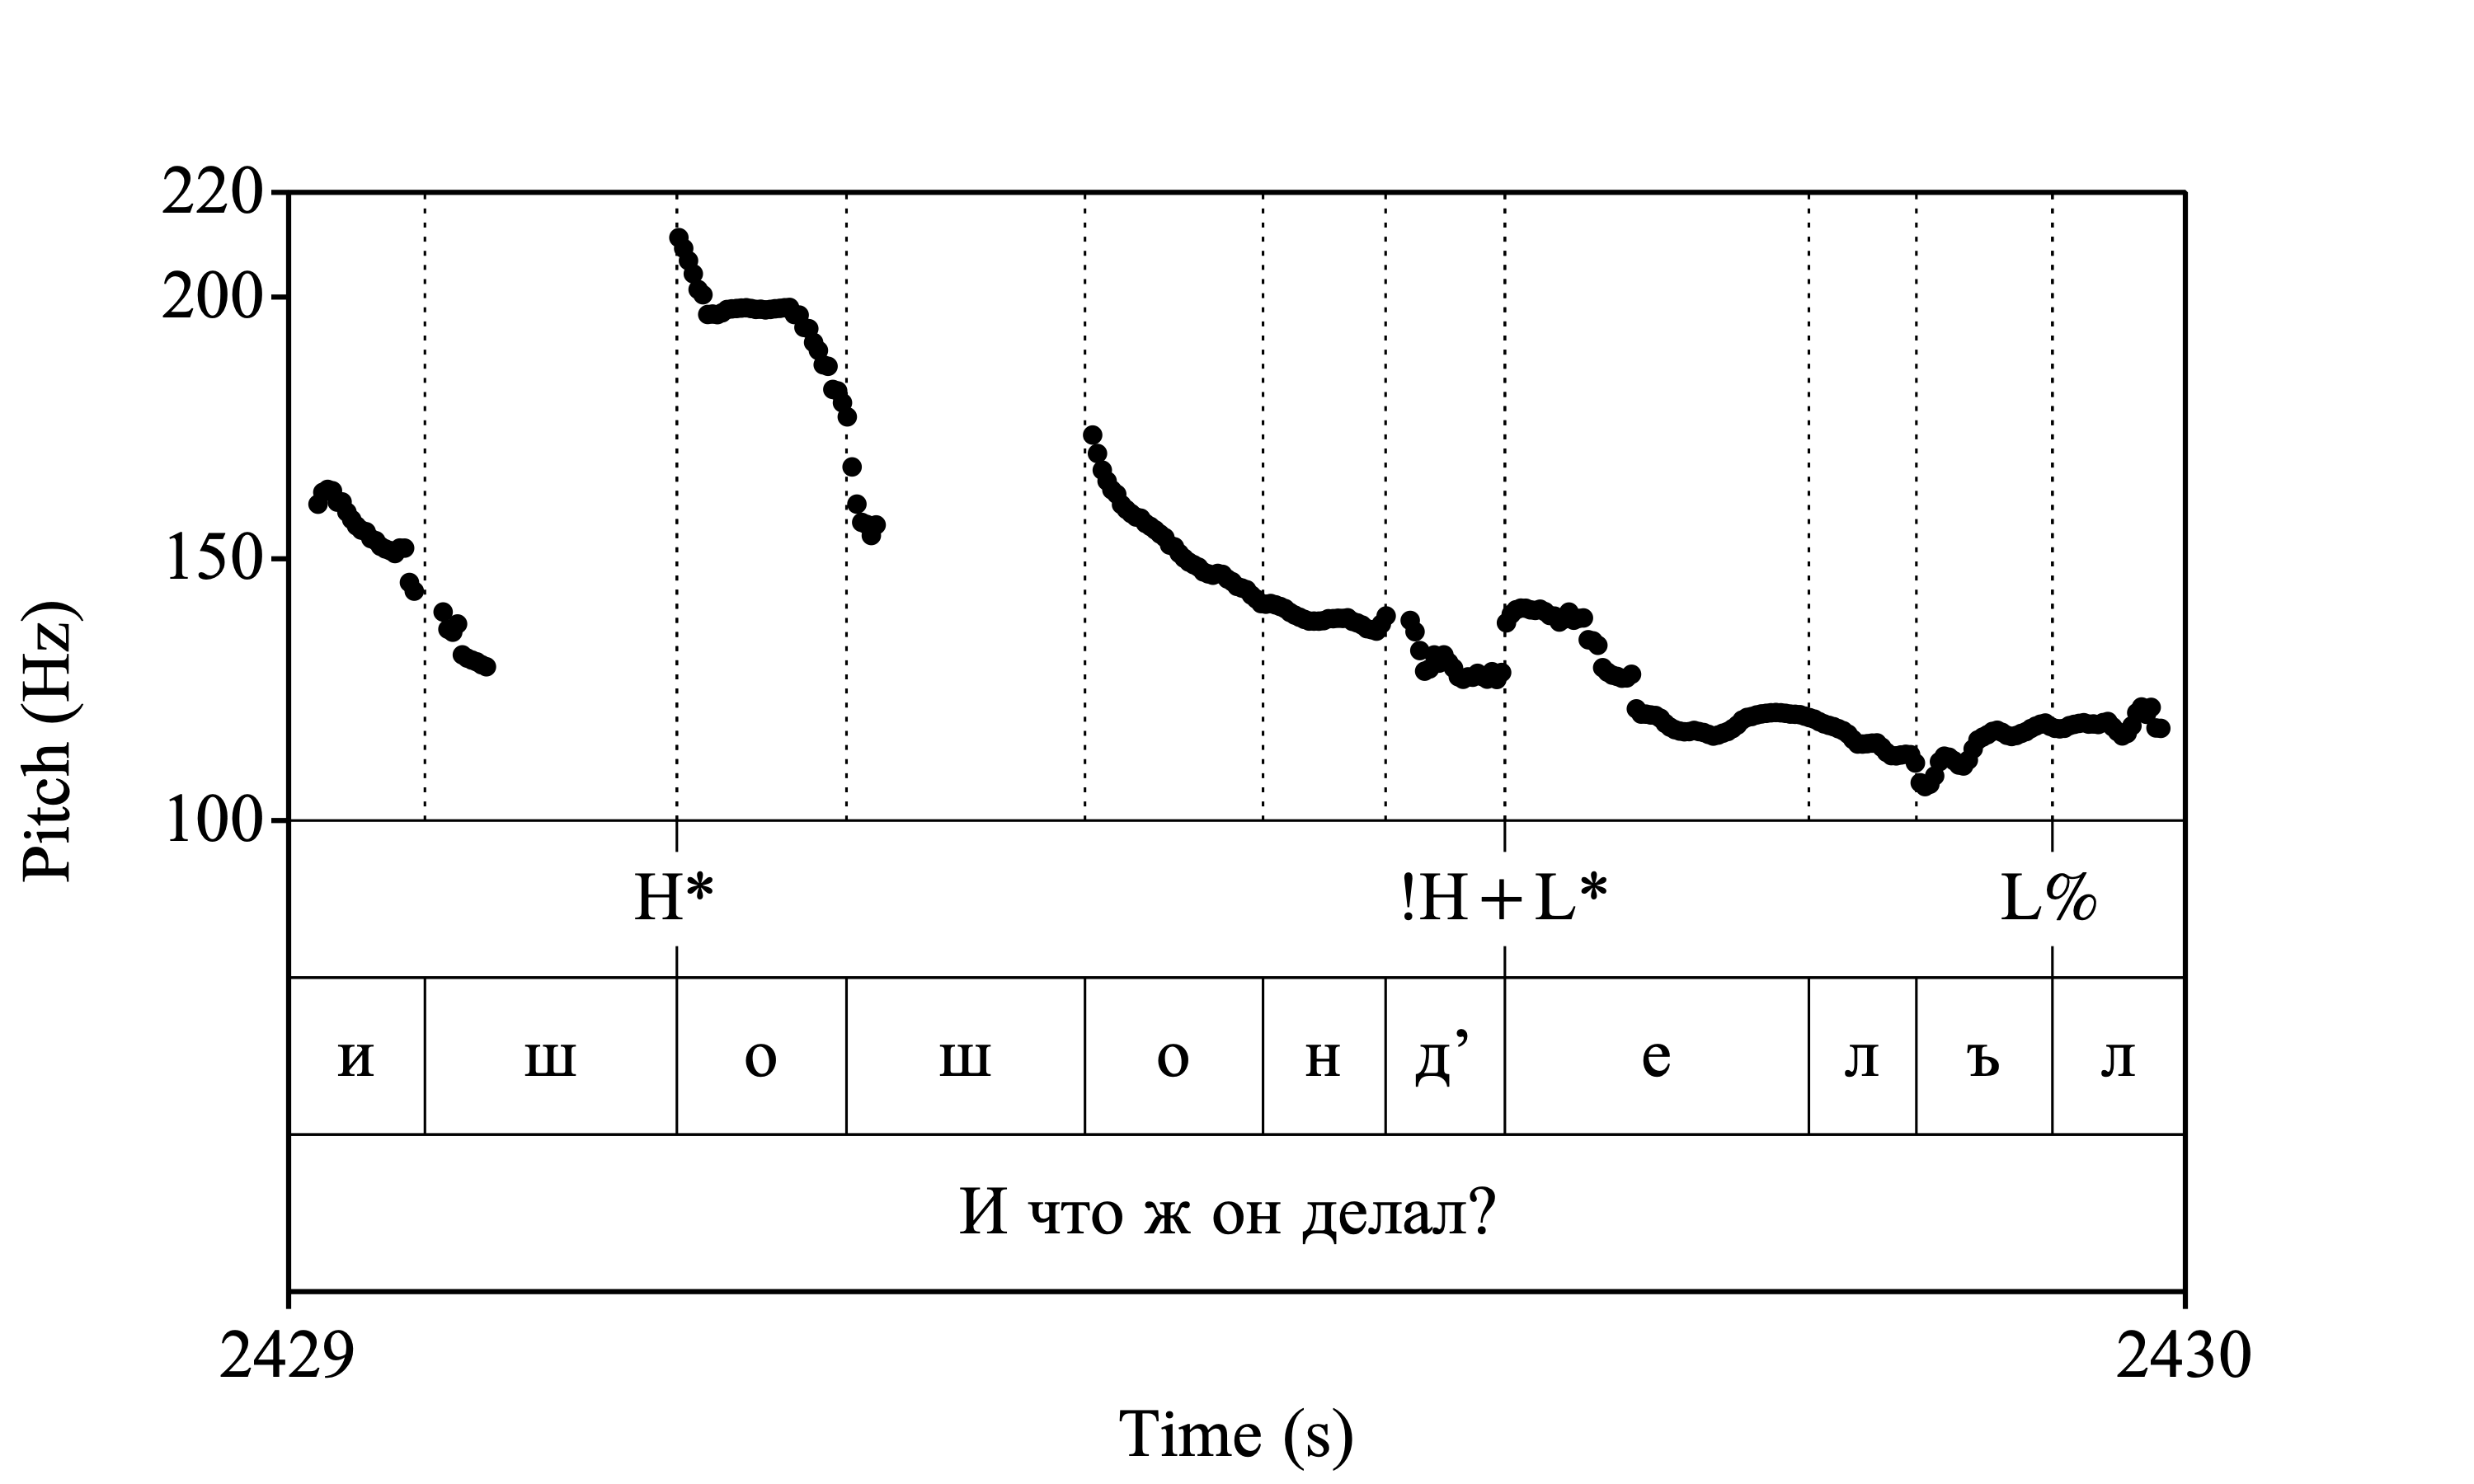 220
200
150
100
Pitch (Hz)
H* !H+L* L%
и ш о ш о н д’ е л ъ л
И что ж он делал?
2429 2430
Time (s)